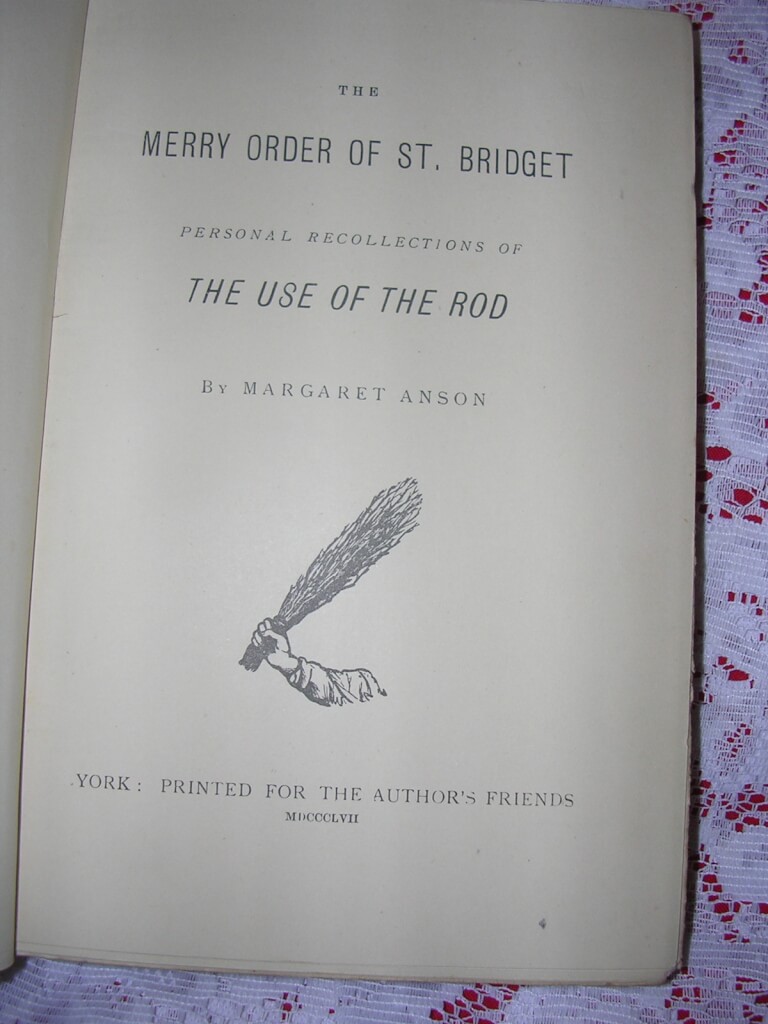 THE
MERRY ORDER OF ST. BRIDGET
PERSONAL RECOLLECTIONS OF
THE USE OF THE ROD
BY MARGARET ANSON
YORK: PRINTED FOR THE AUTHOR'S FRIENDS
MDCCCLVII